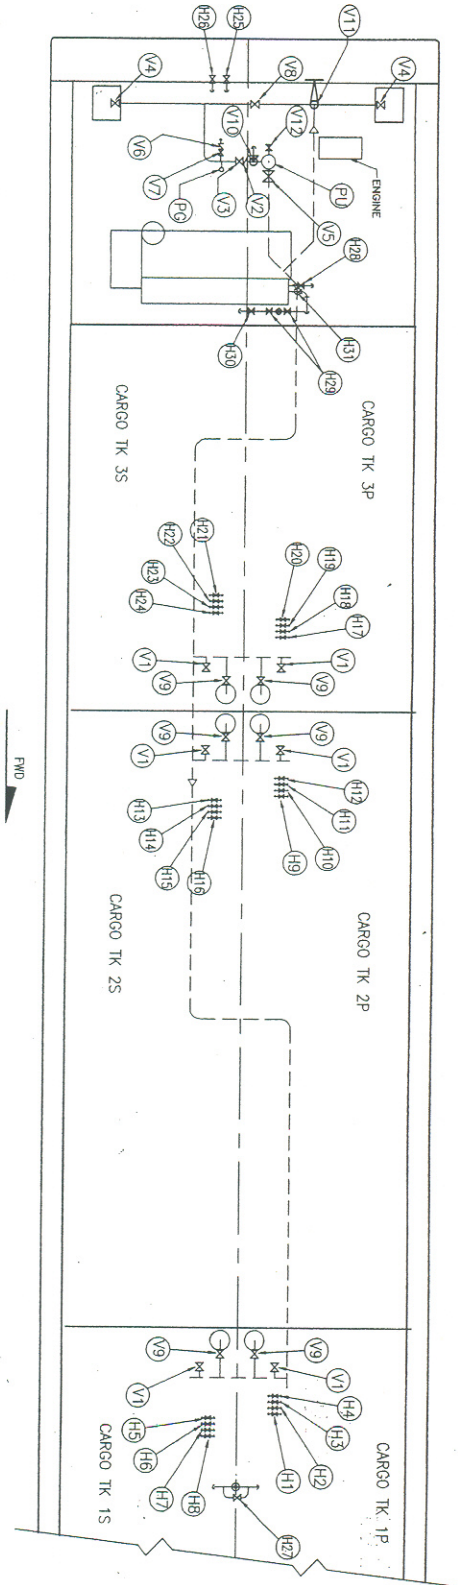 H26
H25
V11
V4
V8
V4
V10
V12
ENGINE
V6
V7
PG
V3
V2
V5
PU
H28
H31
H30
H29
CARGO TK 3S
CARGO TK 3P
H21
H22
H23
H24
H20
H19
H18
H17
V1
V9
V9
V1
V9
V1
V9
V1
H12
H11
H10
H9
H13
H14
H15
H16
FWD
CARGO TK 2S
CARGO TK 2P
V9
V1
V9
V1
H4
H3
H2
H1
H5
H6
H7
H8
CARGO TK 1S
CARGO TK 1P
H27